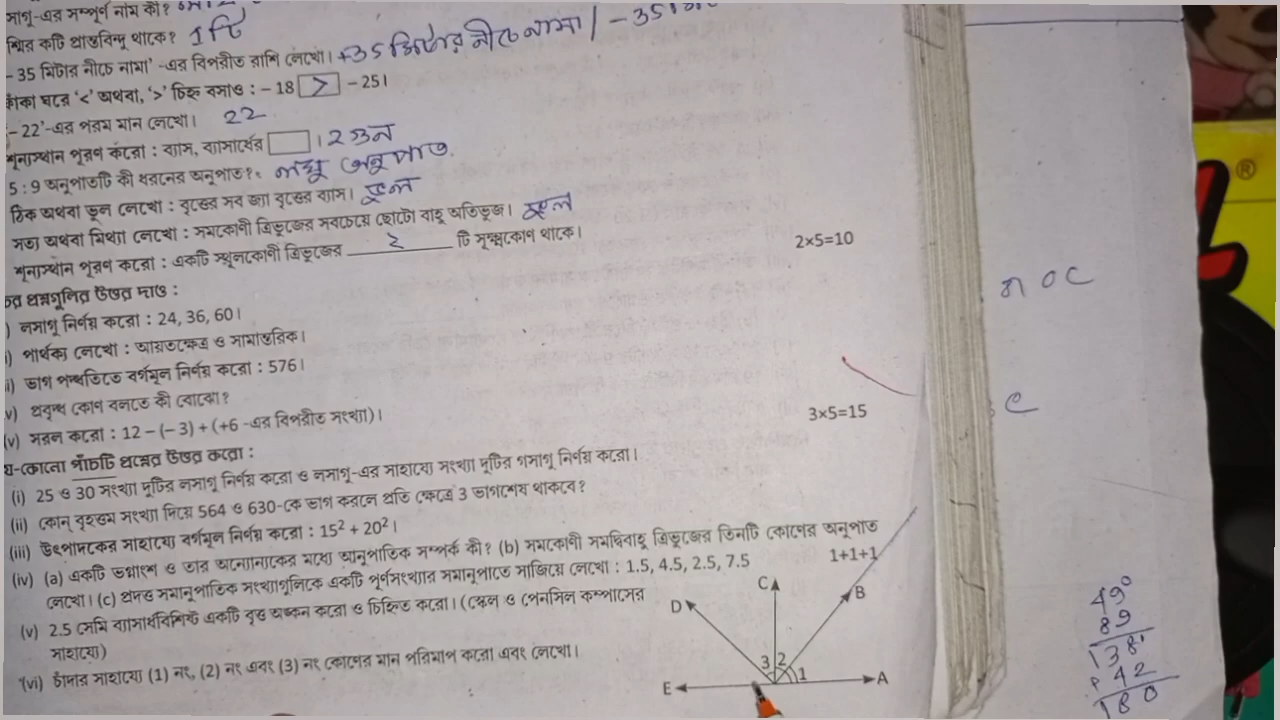 সাগু-এর সম্পূর্ণ নাম কী?
শ্মির কটি প্রান্তবিন্দু থাকে? 1টি
– 35 মিটার নীচে নামা' -এর বিপরীত রাশি লেখো। +35 মিটার নীচে নামা / – 35
ফাঁকা ঘরে '<' অথবা, '>' চিহ্ন বসাও : – 18 > – 25।
– 22'-এর পরম মান লেখো। 22
শূন্যস্থান পূরণ করো : ব্যাস, ব্যাসার্ধের । 2 গুন
5 : 9 অনুপাতটি কী ধরনের অনুপাত? লঘু অনুপাত
ঠিক অথবা ভুল লেখো : বৃত্তের সব জ্যা বৃত্তের ব্যাস। ভুল
সত্য অথবা মিথ্যা লেখো : সমকোণী ত্রিভুজের সবচেয়ে ছোটো বাহু অতিভুজ। ভুল
শূন্যস্থান পূরণ করো : একটি স্থূলকোণী ত্রিভুজের ২ টি সূক্ষ্মকোণ থাকে।
প্রশ্নগুলির উত্তর দাও : 2×5=10
) লসাগু নির্ণয় করো : 24, 36, 60।
i) পার্থক্য লেখো : আয়তক্ষেত্র ও সামান্তরিক।
i) ভাগ পদ্ধতিতে বর্গমূল নির্ণয় করো : 576।
v) প্রবৃদ্ধ কোণ বলতে কী বোঝো?
(v) সরল করো : 12 – (– 3) + (+6 -এর বিপরীত সংখ্যা)।
য-কোনো পাঁচটি প্রশ্নের উত্তর করো : 3×5=15
(i) 25 ও 30 সংখ্যা দুটির লসাগু নির্ণয় করো ও লসাগু-এর সাহায্যে সংখ্যা দুটির গসাগু নির্ণয় করো।
(ii) কোন্ বৃহত্তম সংখ্যা দিয়ে 564 ও 630-কে ভাগ করলে প্রতি ক্ষেত্রে 3 ভাগশেষ থাকবে?
(iii) উৎপাদকের সাহায্যে বর্গমূল নির্ণয় করো : 15² + 20²।
(iv) (a) একটি ভগ্নাংশ ও তার অন্যোন্যকের মধ্যে আনুপাতিক সম্পর্ক কী? (b) সমকোণী সমদ্বিবাহু ত্রিভুজের তিনটি কোণের অনুপাত
লেখো। (c) প্রদত্ত সমানুপাতিক সংখ্যাগুলিকে একটি পূর্ণসংখ্যার সমানুপাতে সাজিয়ে লেখো : 1.5, 4.5, 2.5, 7.5 1+1+1
(v) 2.5 সেমি ব্যাসার্ধবিশিষ্ট একটি বৃত্ত অঙ্কন করো ও চিহ্নিত করো। (স্কেল ও পেনসিল কম্পাসের
সাহায্যে)
(vi) চাঁদার সাহায্যে (1) নং, (2) নং এবং (3) নং কোণের মান পরিমাপ করো এবং লেখো।
D C B
3 2 1
E A
C
49°
89
138
42
180